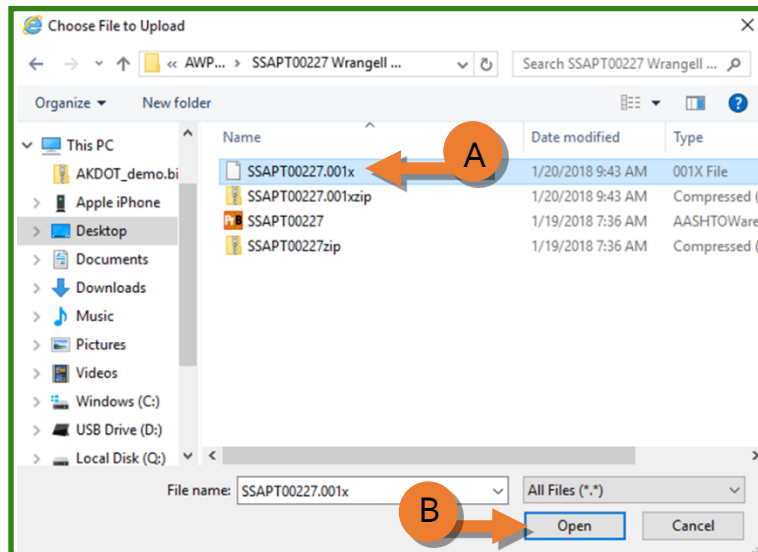 Choose File to Upload
« AWP... > SSAPT00227 Wrangell ...
Search SSAPT00227 Wrangell ...
Organize
New folder
?
This PC
AKDOT_demo.bi
Apple iPhone
Desktop
Documents
Downloads
Music
Pictures
Videos
Windows (C:)
USB Drive (D:)
Local Disk (Q:)
Name
Date modified
Type
SSAPT00227.001x
1/20/2018 9:43 AM
001X File
A
SSAPT00227.001xzip
1/20/2018 9:43 AM
Compressed (
SSAPT00227
1/19/2018 7:36 AM
AASHTOWare
SSAPT00227zip
1/19/2018 7:36 AM
Compressed (
File name:
SSAPT00227.001x
All Files (*.*)
B
Open
Cancel